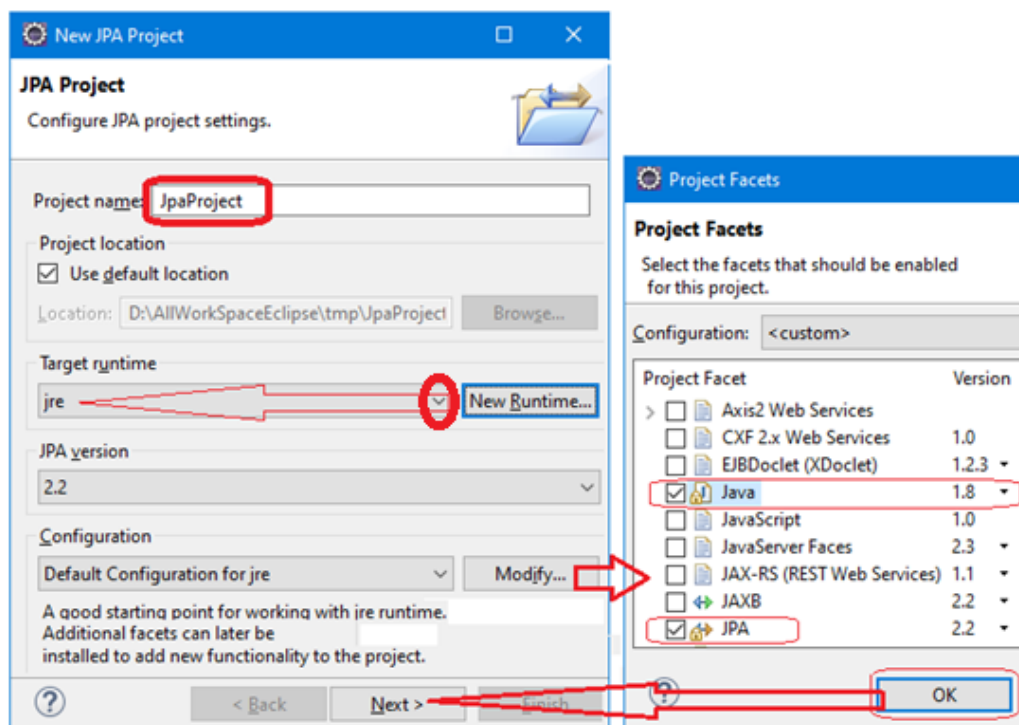 New JPA Project
JPA Project
Configure JPA project settings.
Project name: JpaProject
Project location
Use default location
Location: D:\AllWorkSpaceEclipse\tmp\JpaProject Browse...
Target runtime
jre New Runtime...
JPA version
2.2
Configuration
Default Configuration for jre Modify...
A good starting point for working with jre runtime.
Additional facets can later be
installed to add new functionality to the project.
< Back Next > Finish
Project Facets
Project Facets
Select the facets that should be enabled
for this project.
Configuration: <custom>
Project Facet Version
Axis2 Web Services
CXF 2.x Web Services 1.0
EJBDoclet (XDoclet) 1.2.3
Java 1.8
JavaScript 1.0
JavaServer Faces 2.3
JAX-RS (REST Web Services) 1.1
JAXB 2.2
JPA 2.2
OK